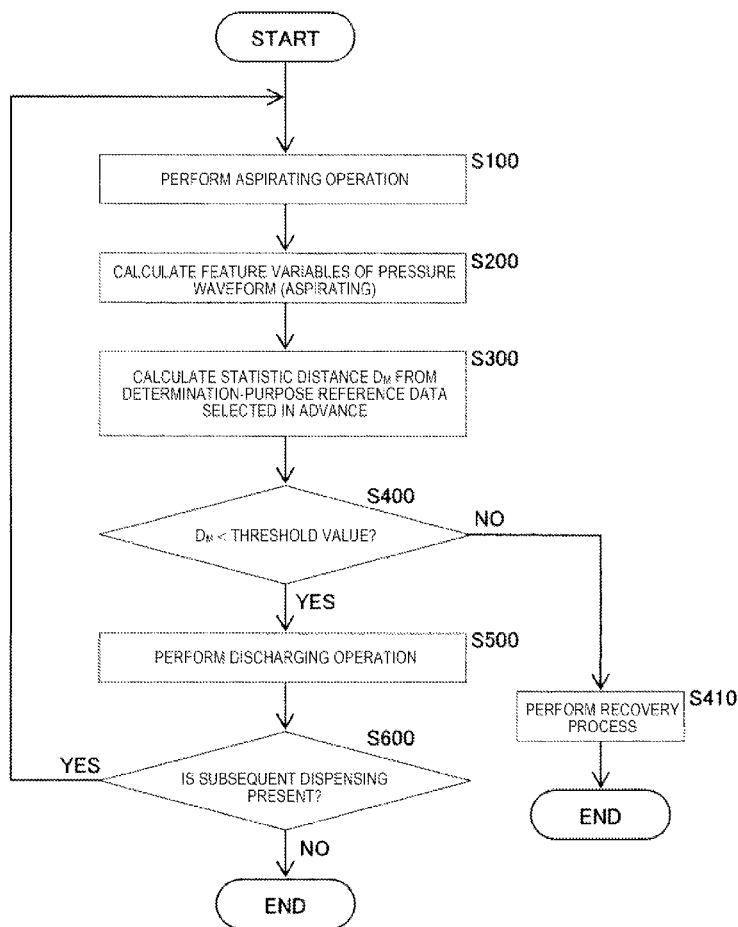 START
S100
PERFORM ASPIRATING OPERATION
S200
CALCULATE FEATURE VARIABLES OF PRESSURE
WAVEFORM (ASPIRATING)
S300
CALCULATE STATISTIC DISTANCE DM FROM
DETERMINATION-PURPOSE REFERENCE DATA
SELECTED IN ADVANCE
S400
DM < THRESHOLD VALUE?
NO
YES
S500
PERFORM DISCHARGING OPERATION
S410
PERFORM RECOVERY
PROCESS
S600
YES
IS SUBSEQUENT DISPENSING
PRESENT?
END
NO
END